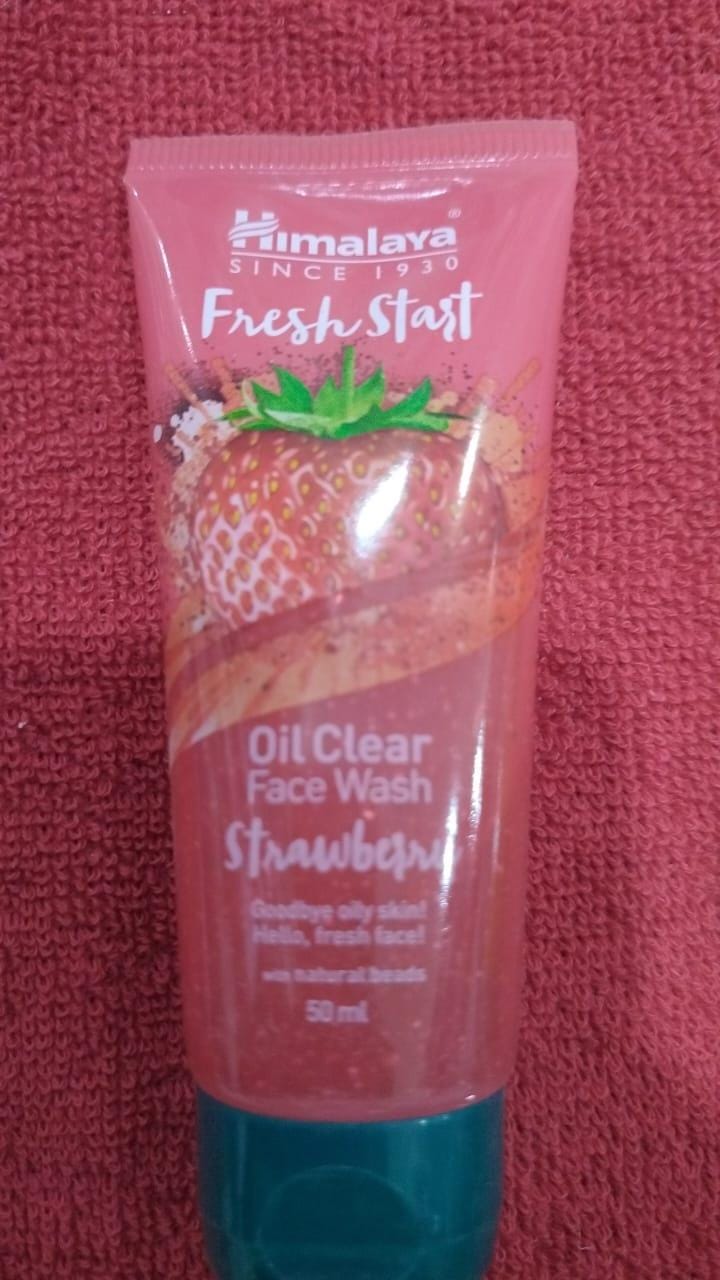 Himalaya®
SINCE 1930
Fresh Start
Oil Clear
Face Wash
Strawberry
Goodbye oily skin!
Hello, fresh face!
with natural beads
50 ml